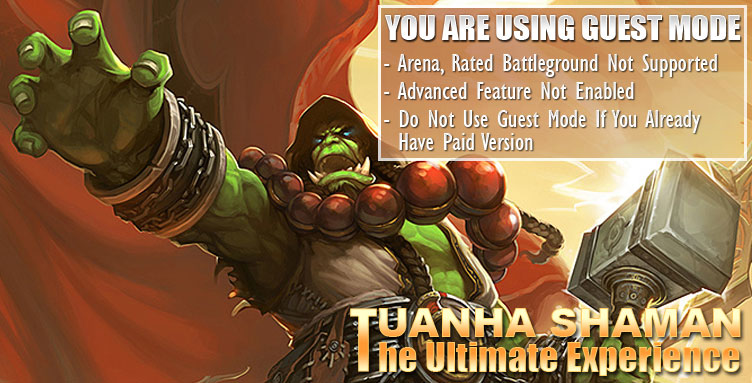 YOU ARE USING GUEST MODE
- Arena, Rated Battleground Not Supported
- Advanced Feature Not Enabled
- Do Not Use Guest Mode If You Already
Have Paid Version
TUANHA SHAMAN
The Ultimate Experience